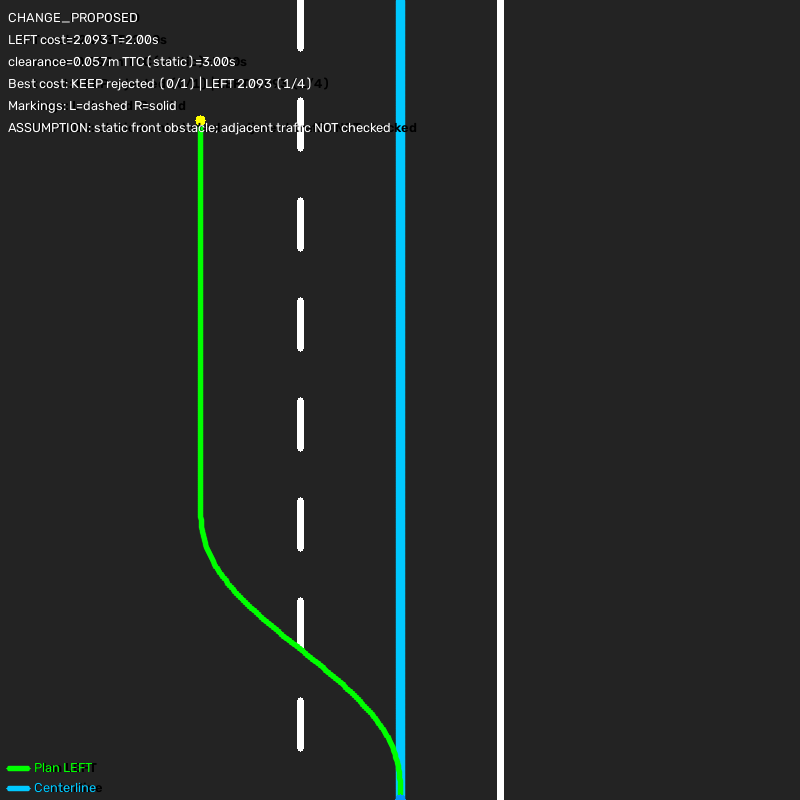 CHANGE_PROPOSED
LEFT cost=2.093 T=2.00s
clearance=0.057m TTC(static)=3.00s
Best cost: KEEP rejected (0/1) | LEFT 2.093 (1/4)
Markings: L=dashed R=solid
ASSUMPTION: static front obstacle; adjacent trafic NOT checked
Plan LEFT
Centerline